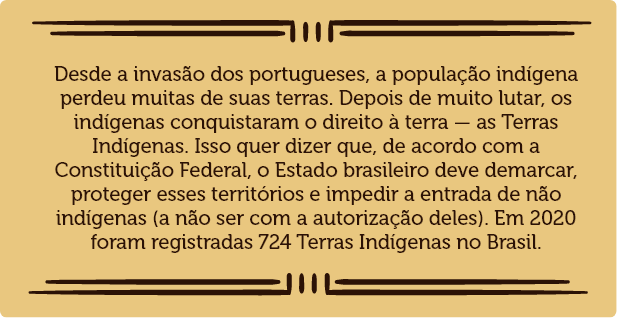 Desde a invasão dos portugueses, a população indígena
perdeu muitas de suas terras. Depois de muito lutar, os
indígenas conquistaram o direito à terra — as Terras
Indígenas. Isso quer dizer que, de acordo com a
Constituição Federal, o Estado brasileiro deve demarcar,
proteger esses territórios e impedir a entrada de não
indígenas (a não ser com a autorização deles). Em 2020
foram registradas 724 Terras Indígenas no Brasil.